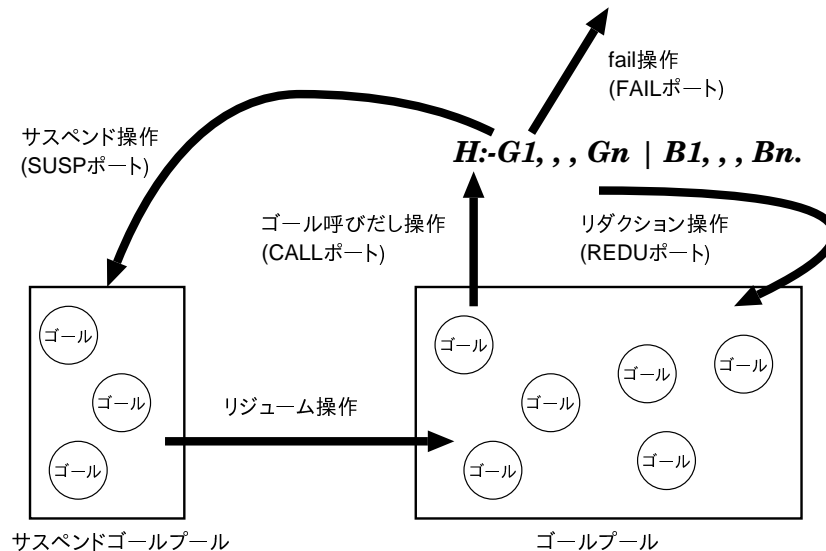 fail操作
(FAILポート)
サスペンド操作
(SUSPポート)
H:-G1, , , Gn | B1, , , Bn.
ゴール呼びだし操作
(CALLポート)
リダクション操作
(REDUポート)
ゴール
ゴール
ゴール
リジューム操作
ゴール
ゴール
ゴール
ゴール
ゴール
ゴール
サスペンドゴールプール
ゴールプール